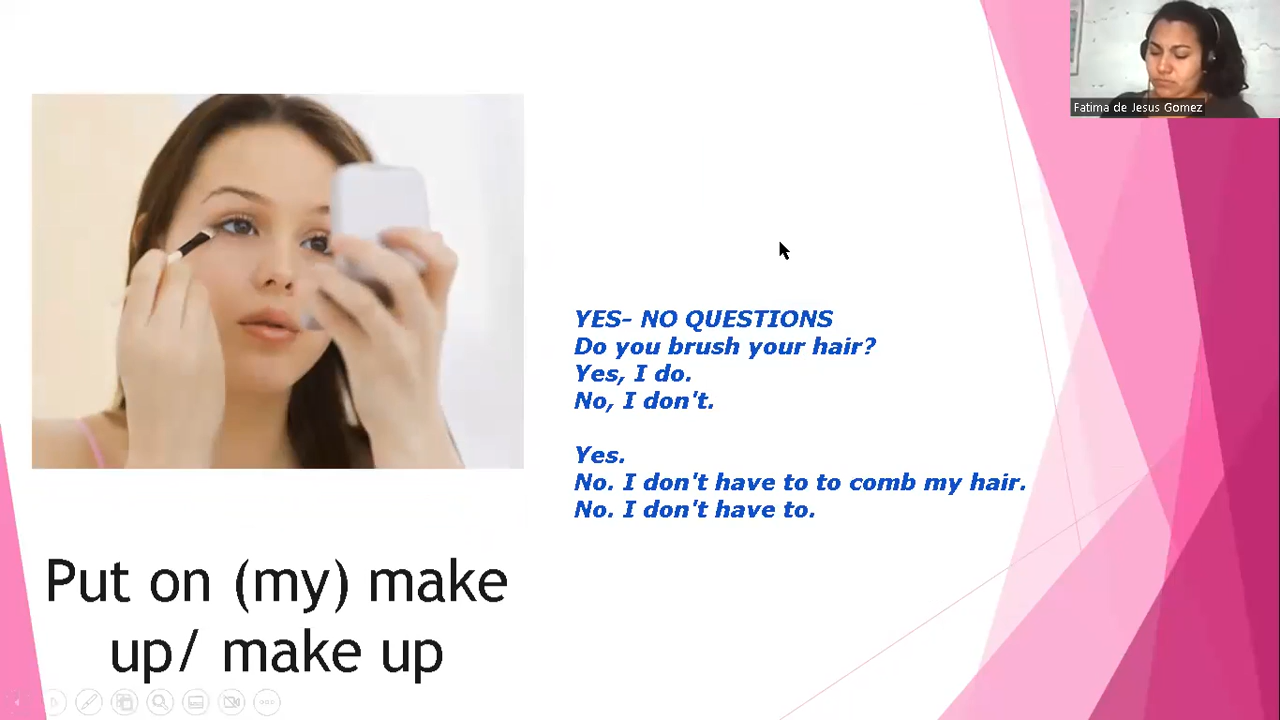 Fatima de Jesus Gomez
YES- NO QUESTIONS
Do you brush your hair?
Yes, I do.
No, I don't.
Yes.
No. I don't have to to comb my hair.
No. I don't have to.
Put on (my) make
up/ make up